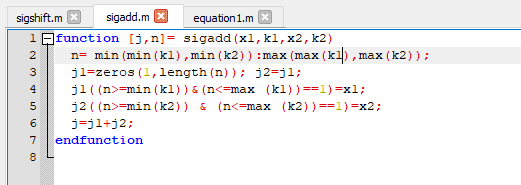 sigshift.m sigadd.m equation1.m
1 function [j,n]= sigadd(x1,k1,x2,k2)
2 n= min(min(k1),min(k2)):max(max(k1),max(k2));
3 j1=zeros(1,length(n)); j2=j1;
4 j1((n>=min(k1))&(n<=max (k1))==1)=x1;
5 j2((n>=min(k2)) & (n<=max (k2))==1)=x2;
6 j=j1+j2;
7 endfunction
8